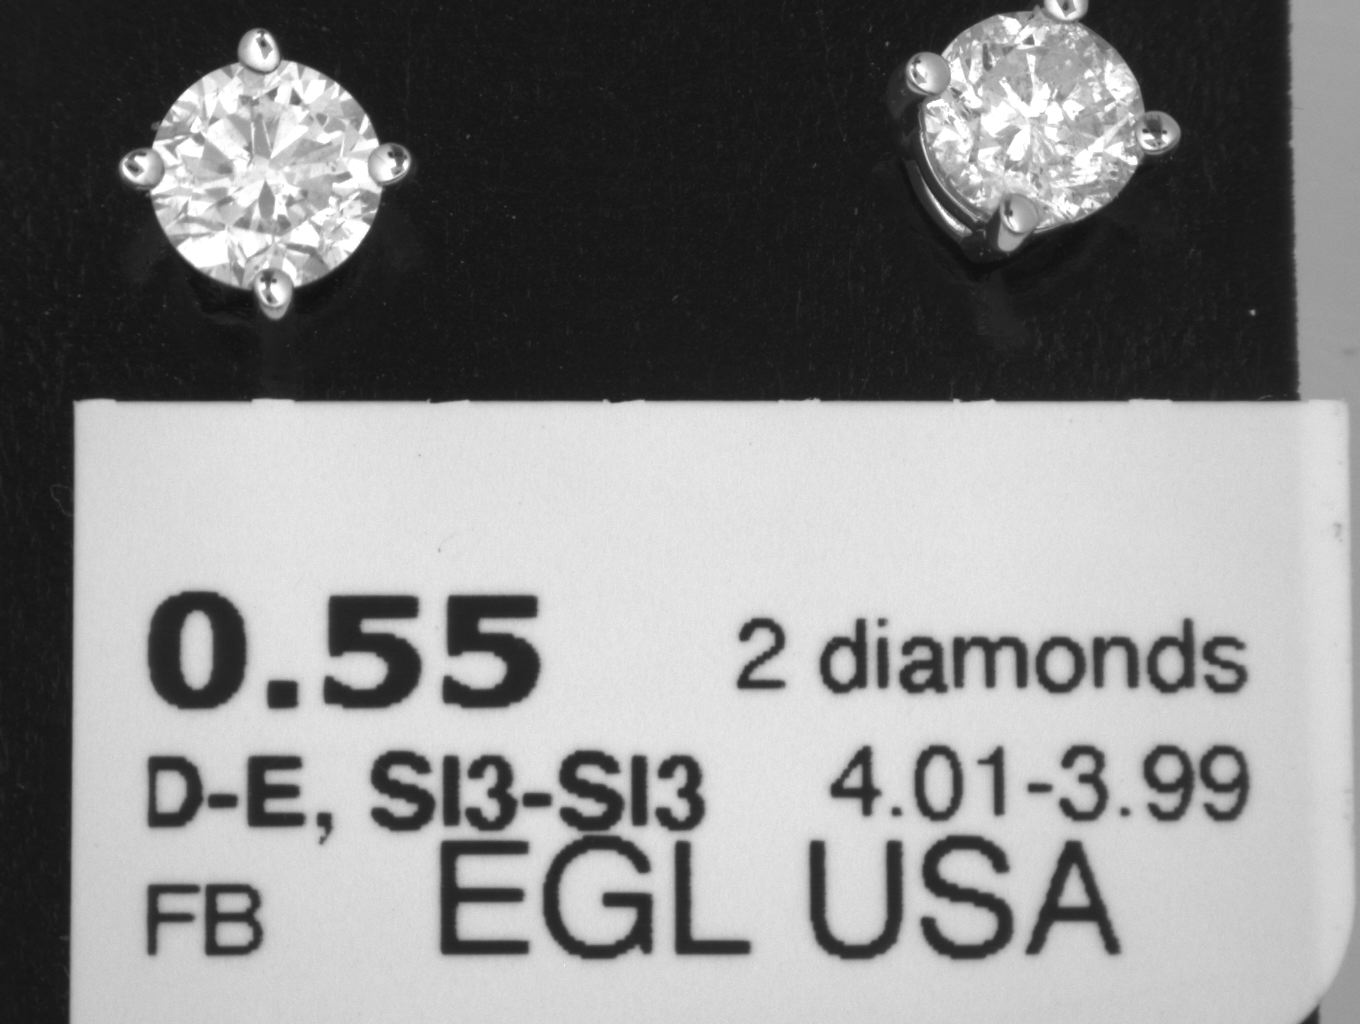 0.55 2 diamonds
D-E, SI3-SI3 4.01-3.99
FB EGL USA